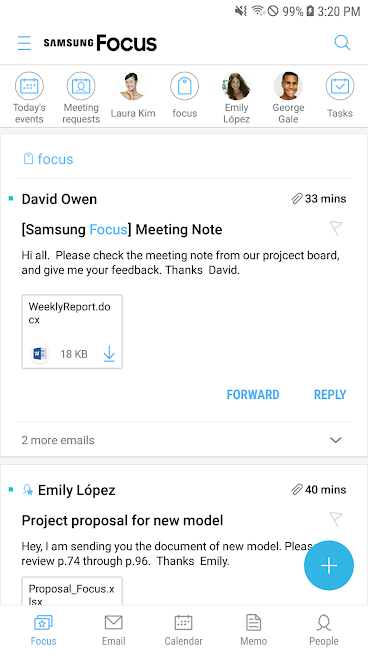 99% 3:20 PM
SAMSUNG Focus
Today's events
Meeting requests
Laura Kim
focus
Emily López
George Gale
Tasks
focus
David Owen 33 mins
[Samsung Focus] Meeting Note
Hi all. Please check the meeting note from our projcect board,
and give me your feedback. Thanks David.
WeeklyReport.do
cx
18 KB
FORWARD REPLY
2 more emails
Emily López 40 mins
Project proposal for new model
Hey, I am sending you the document of new model. Pleas
review p.74 through p.96. Thanks Emily.
Proposal_Focus.x
lsx
Focus Email Calendar Memo People